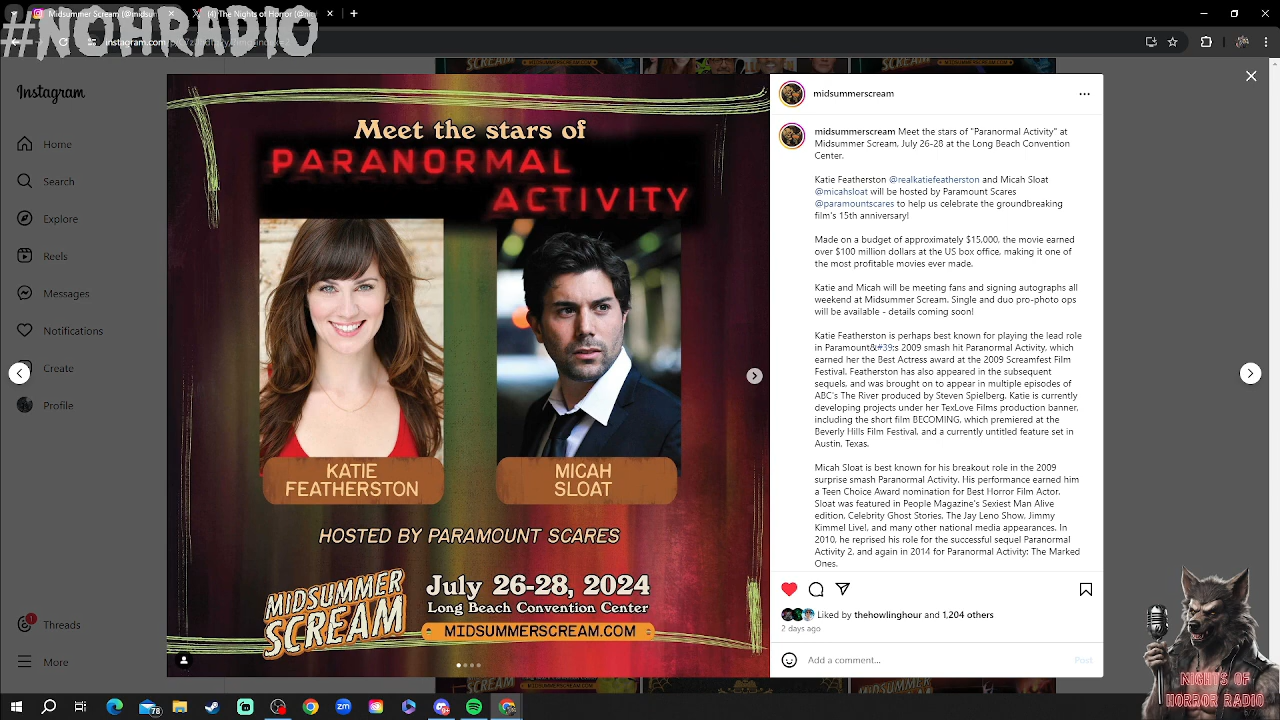 Midsummer Scream (@midsum
(4) The Nights of Horror (@ni
#NOHRADIO
instagram.com
Instagram
Home
Search
Explore
Reels
Messages
Notifications
Create
Profile
1
Threads
More
Meet the stars of
PARANORMAL
ACTIVITY
KATIE
FEATHERSTON
MICAH
SLOAT
HOSTED BY PARAMOUNT SCARES
MIDSUMMER
SCREAM
July 26-28, 2024
Long Beach Convention Center
MIDSUMMERSCREAM.COM
midsummerscream
midsummerscream Meet the stars of "Paranormal Activity" at
Midsummer Scream, July 26-28 at the Long Beach Convention
Center.
Katie Featherston @realkatiefeatherston and Micah Sloat
@micahsloat will be hosted by Paramount Scares
@paramountscares to help us celebrate the groundbreaking
film's 15th anniversary!
Made on a budget of approximately $15,000, the movie earned
over $100 million dollars at the US box office, making it one of
the most profitable movies ever made.
Katie and Micah will be meeting fans and signing autographs all
weekend at Midsummer Scream. Single and duo pro-photo ops
will be available - details coming soon!
Katie Featherston is perhaps best known for playing the lead role
in Paramount&#39;s 2009 smash hit Paranormal Activity, which
earned her the Best Actress award at the 2009 Screamfest Film
Festival. Featherston has also appeared in the subsequent
sequels, and was brought on to appear in multiple episodes of
ABC's The River produced by Steven Spielberg. Katie is currently
developing projects under her TexLove Films production banner,
including the short film BECOMING, which premiered at the
Beverly Hills Film Festival, and a currently untitled feature set in
Austin, Texas.
Micah Sloat is best known for his breakout role in the 2009
surprise smash Paranormal Activity. His performance earned him
a Teen Choice Award nomination for Best Horror Film Actor.
Sloat was featured in People Magazine's Sexiest Man Alive
edition, Celebrity Ghost Stories, The Jay Leno Show, Jimmy
Kimmel Live!, and many other national media appearances. In
2010, he reprised his role for the successful sequel Paranormal
Activity 2, and again in 2014 for Paranormal Activity: The Marked
Ones.
Liked by thehowlinghour and 1,204 others
2 days ago
Add a comment...
Post
NIGHTS OF
HORROR RADIO